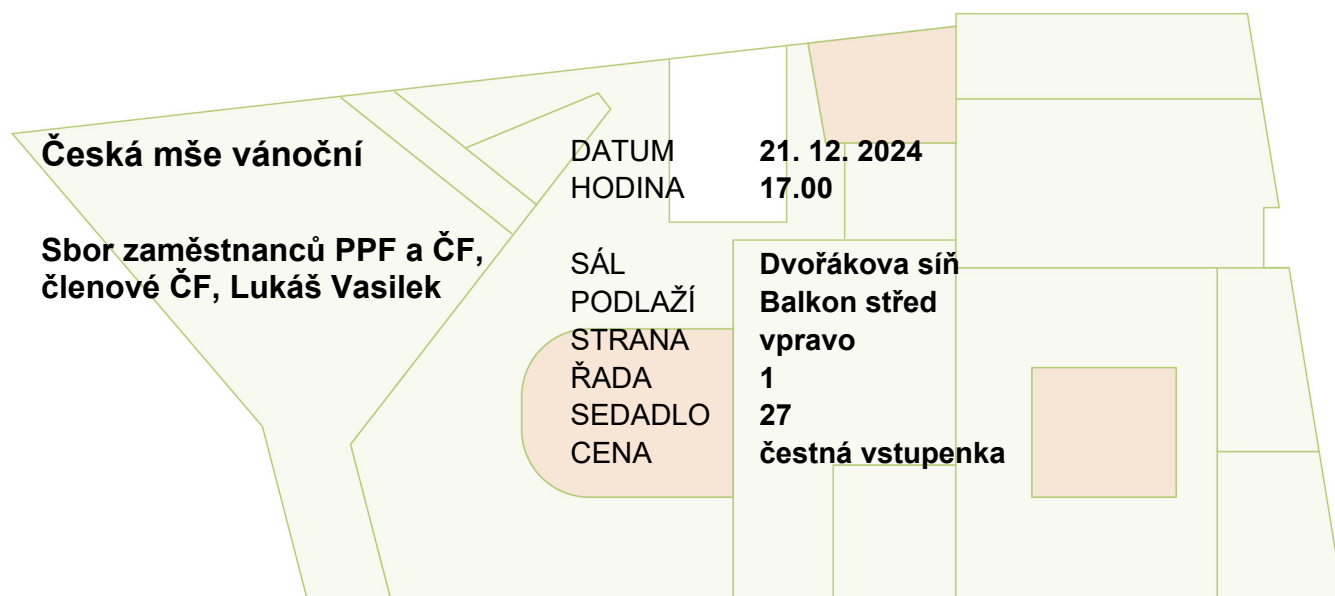 Česká mše vánoční
Sbor zaměstnanců PPF a ČF,
členové ČF, Lukáš Vasilek
DATUM 21. 12. 2024
HODINA 17.00
SÁL Dvořákova síň
PODLAŽÍ Balkon střed
STRANA vpravo
ŘADA 1
SEDADLO 27
CENA čestná vstupenka